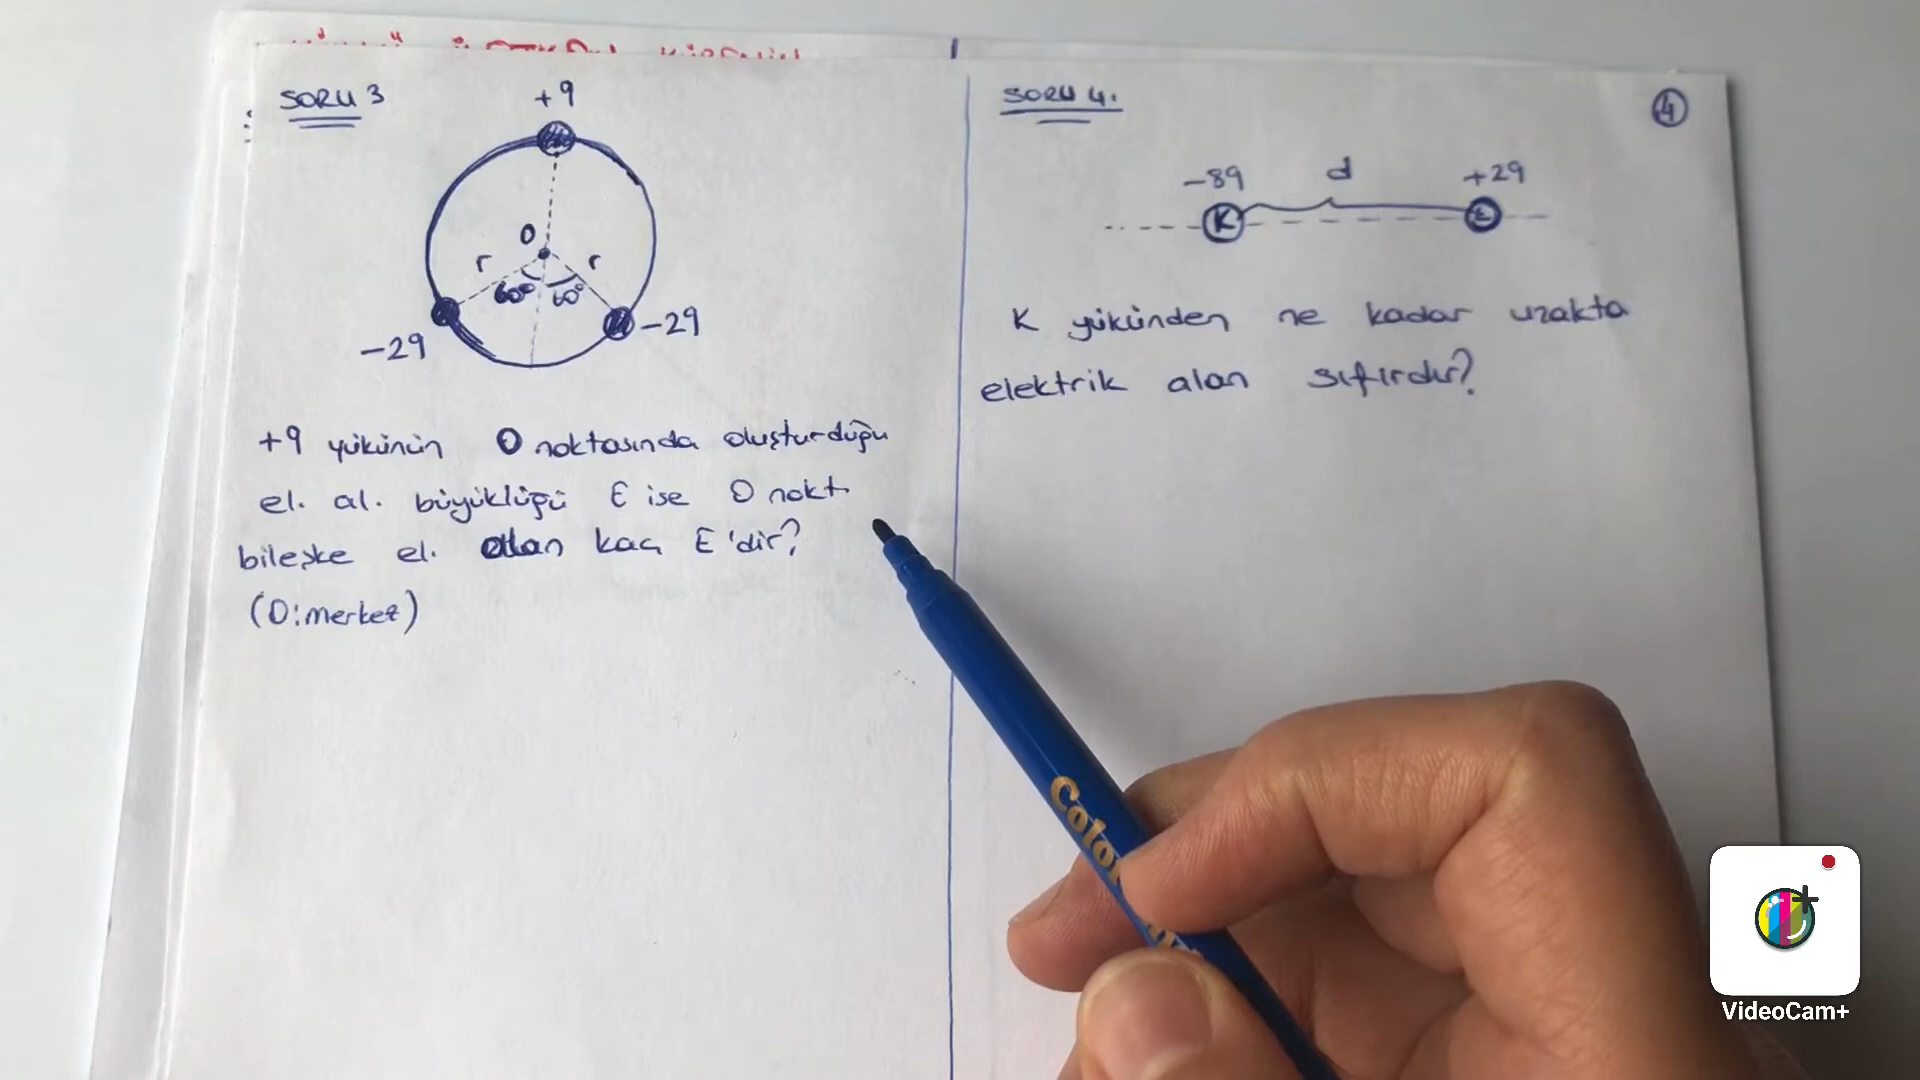 SORU 3
+q
O
r
r
60°
60°
-2q
-2q
+q yükünün O noktasında oluşturduğu
el. al. büyüklüğü E ise O nokt.
bileşke el. alan kaç E'dir?
(O:merkez)
SORU 4.
4
-8q
d
+2q
K
L
K yükünden ne kadar uzakta
elektrik alan sıfırdır?
Color
VideoCam+